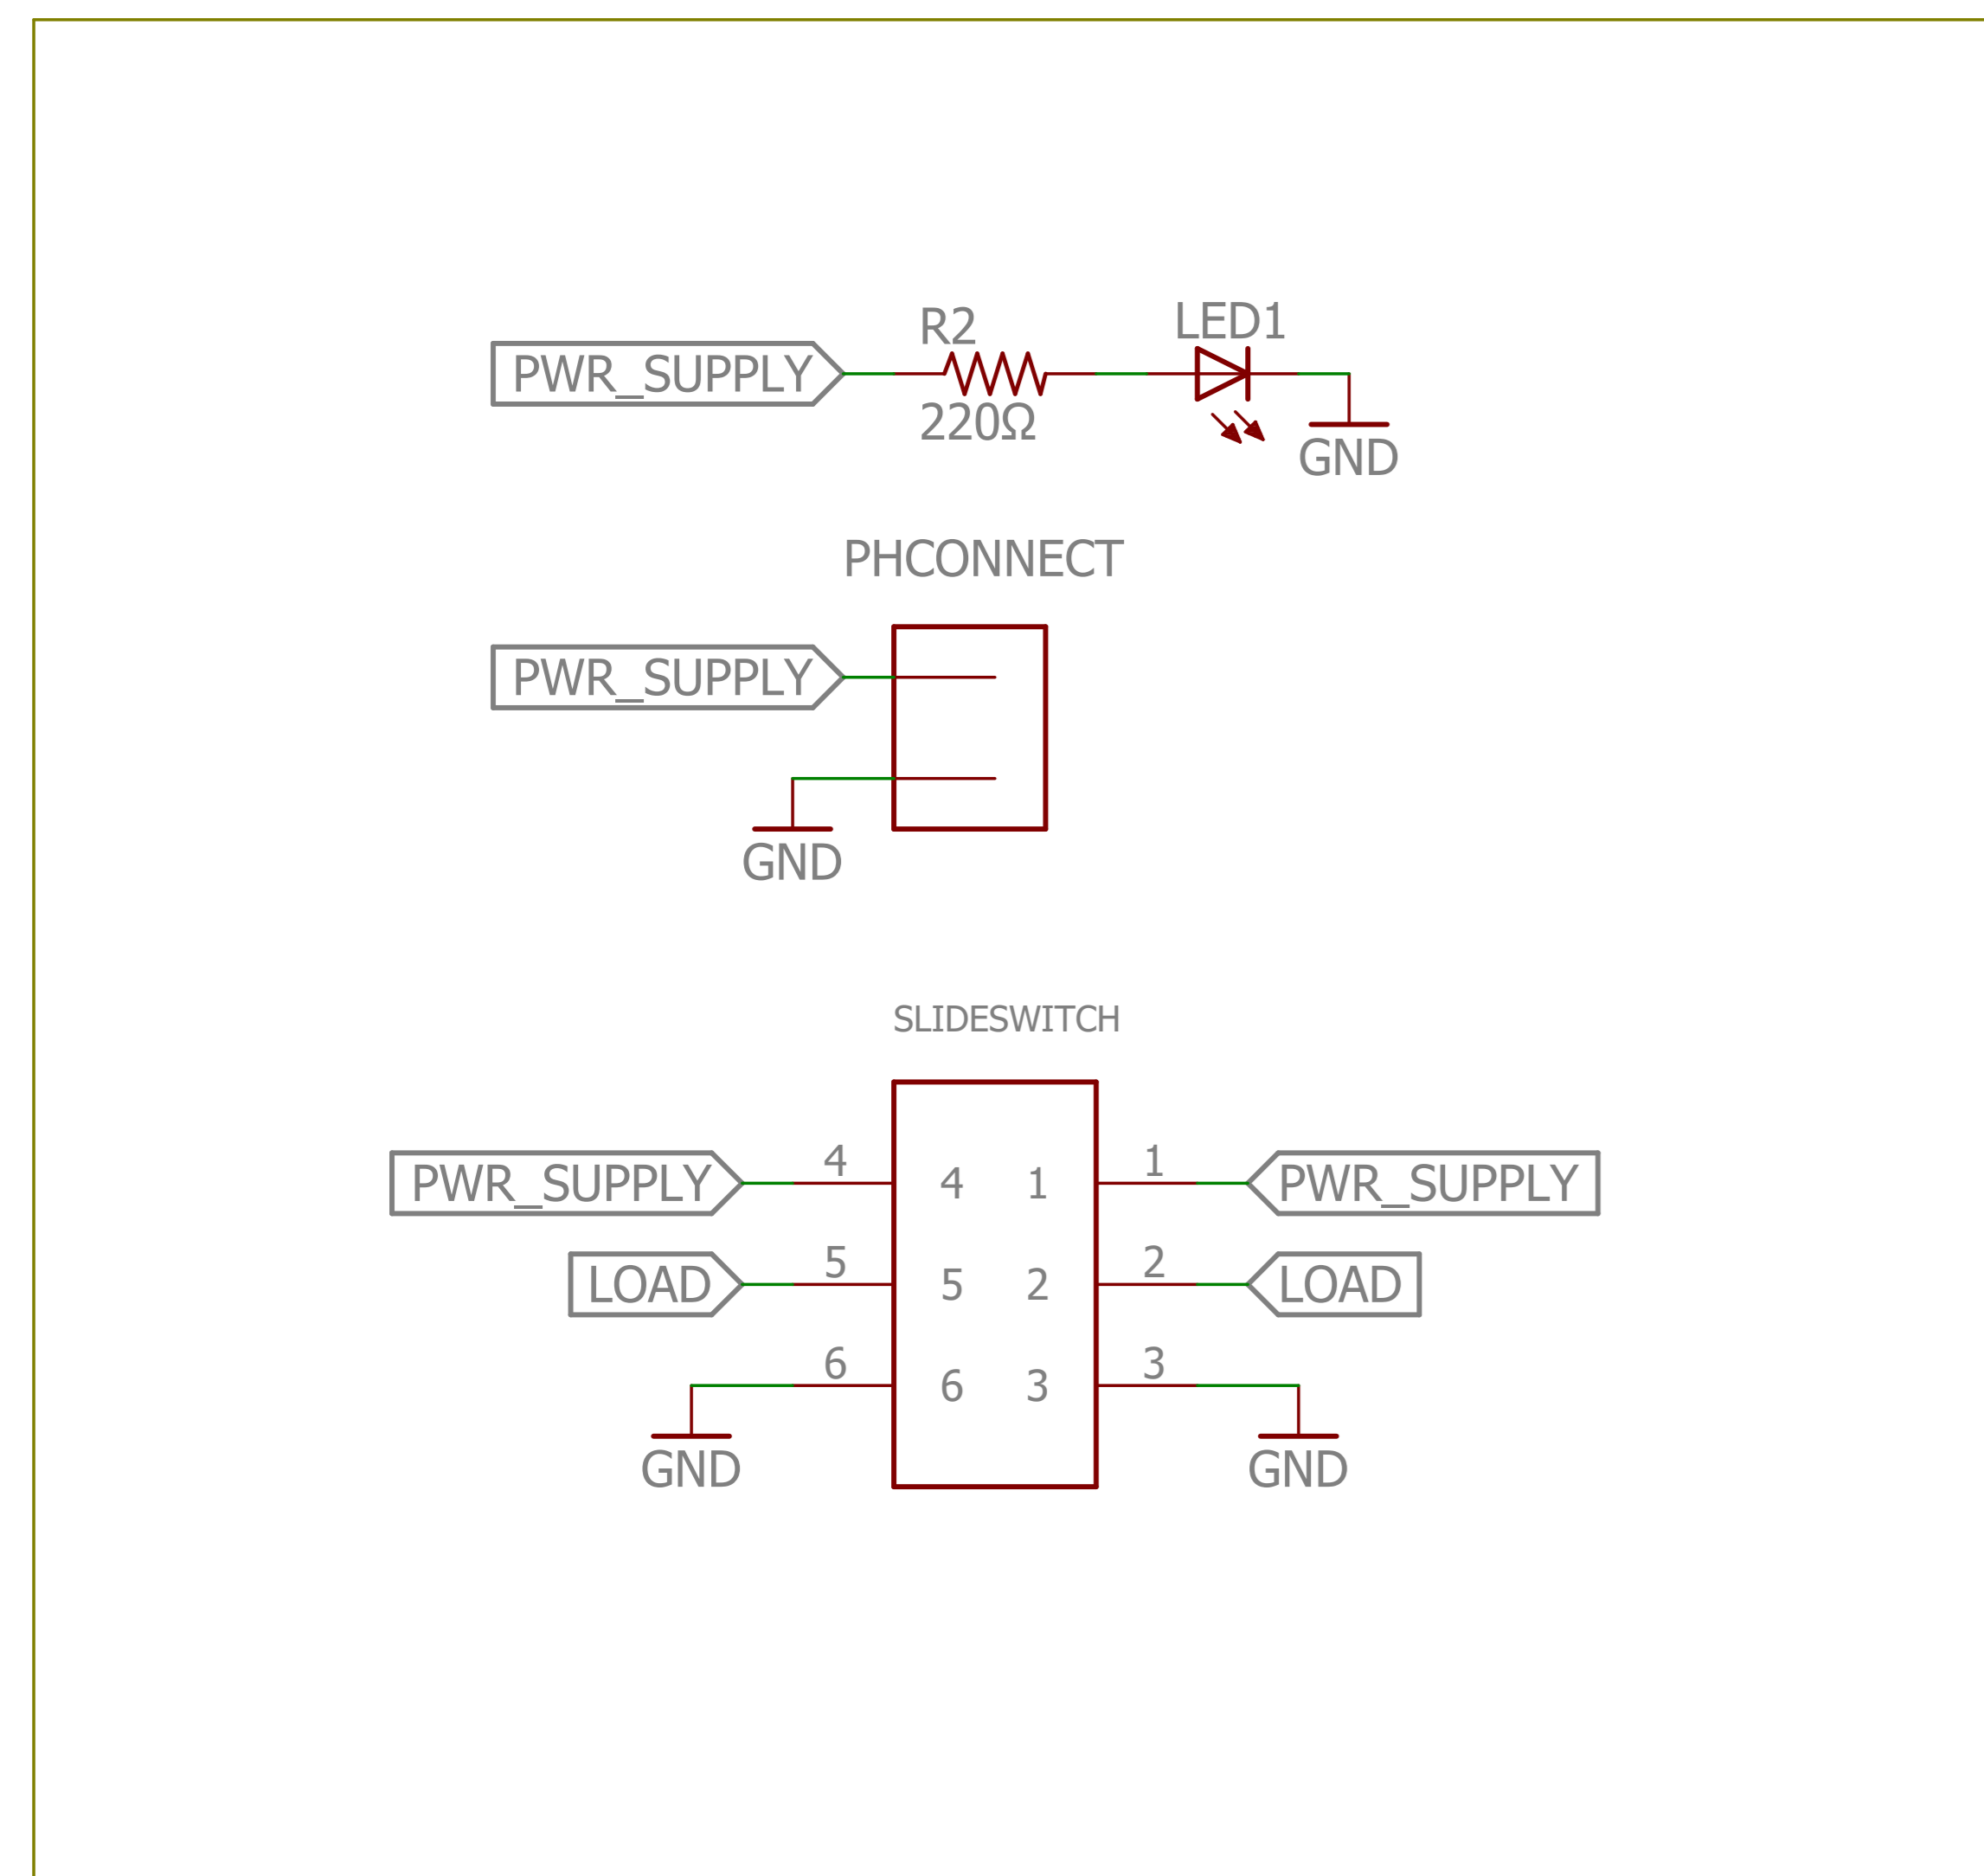 R2
LED1
PWR_SUPPLY
220Ω
GND
PHCONNECT
PWR_SUPPLY
GND
SLIDESWITCH
PWR_SUPPLY 4 4 1 1 PWR_SUPPLY
LOAD 5 5 2 2 LOAD
6 6 3 3
GND GND